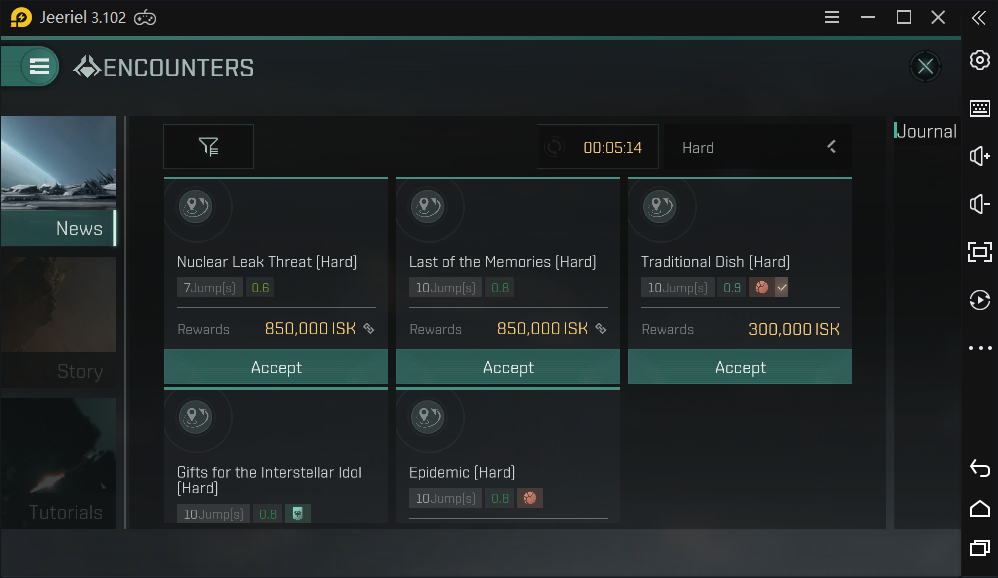 Jeeriel 3.102
ENCOUNTERS
Journal
00:05:14
Hard
News
Story
Tutorials
Nuclear Leak Threat [Hard]
7Jump(s) 0.6
Rewards 850,000 ISK
Accept
Last of the Memories [Hard]
10Jump(s) 0.8
Rewards 850,000 ISK
Accept
Traditional Dish [Hard]
10Jump(s) 0.9
Rewards 300,000 ISK
Accept
Gifts for the Interstellar Idol
[Hard]
10Jump(s) 0.8
Epidemic [Hard]
10Jump(s) 0.8